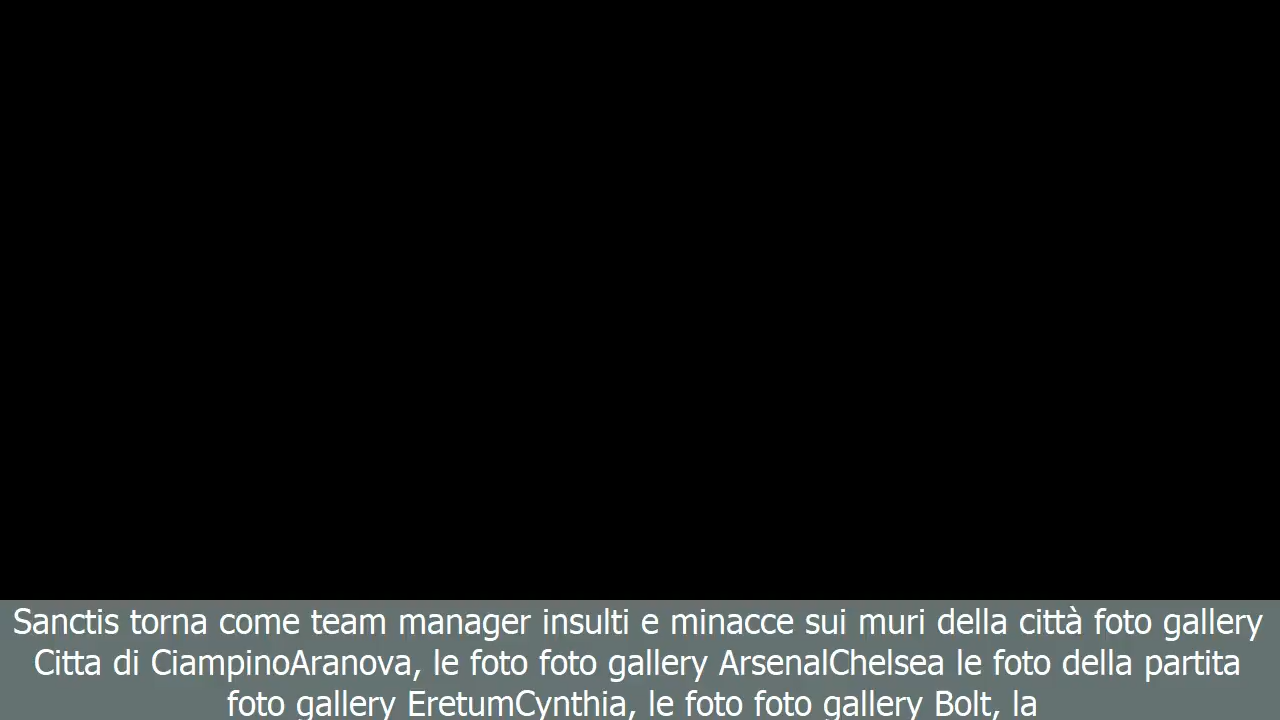 Sanctis torna come team manager insulti e minacce sui muri della città foto gallery
Citta di CiampinoAranova, le foto foto gallery ArsenalChelsea le foto della partita
foto gallery EretumCynthia, le foto foto gallery Bolt, la